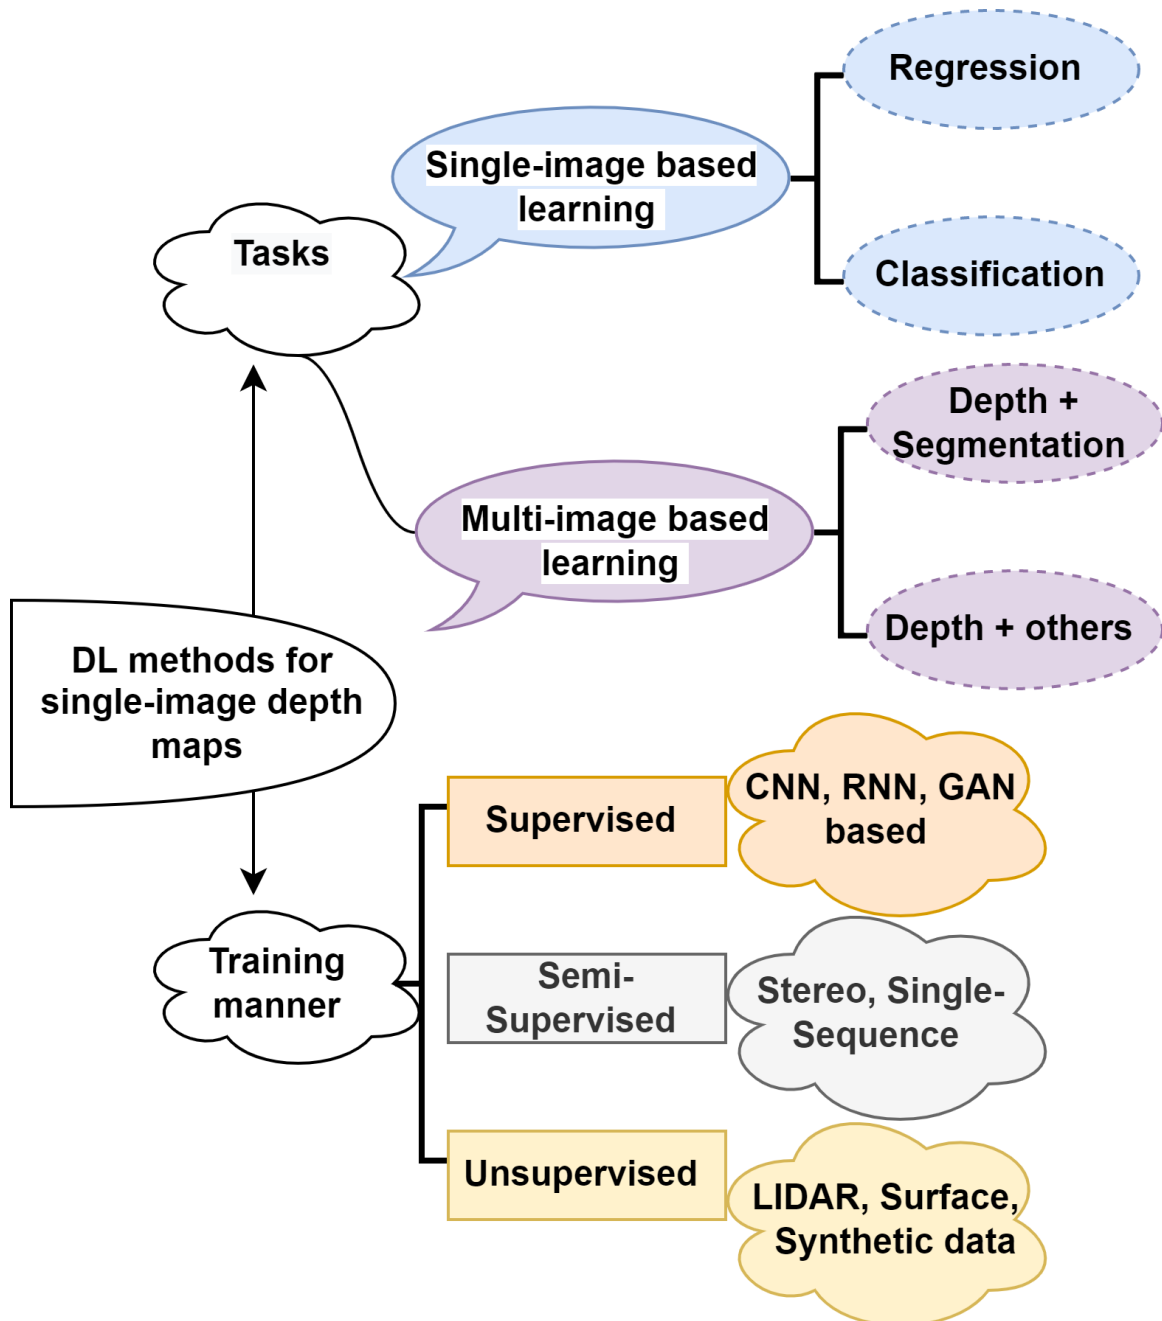 Regression
Single-image based
learning
Classification
Tasks
Depth +
Segmentation
Multi-image based
learning
Depth + others
DL methods for
single-image depth
maps
Supervised
CNN, RNN, GAN
based
Training
manner
Semi-
Supervised
Stereo, Single-
Sequence
Unsupervised
LIDAR, Surface,
Synthetic data